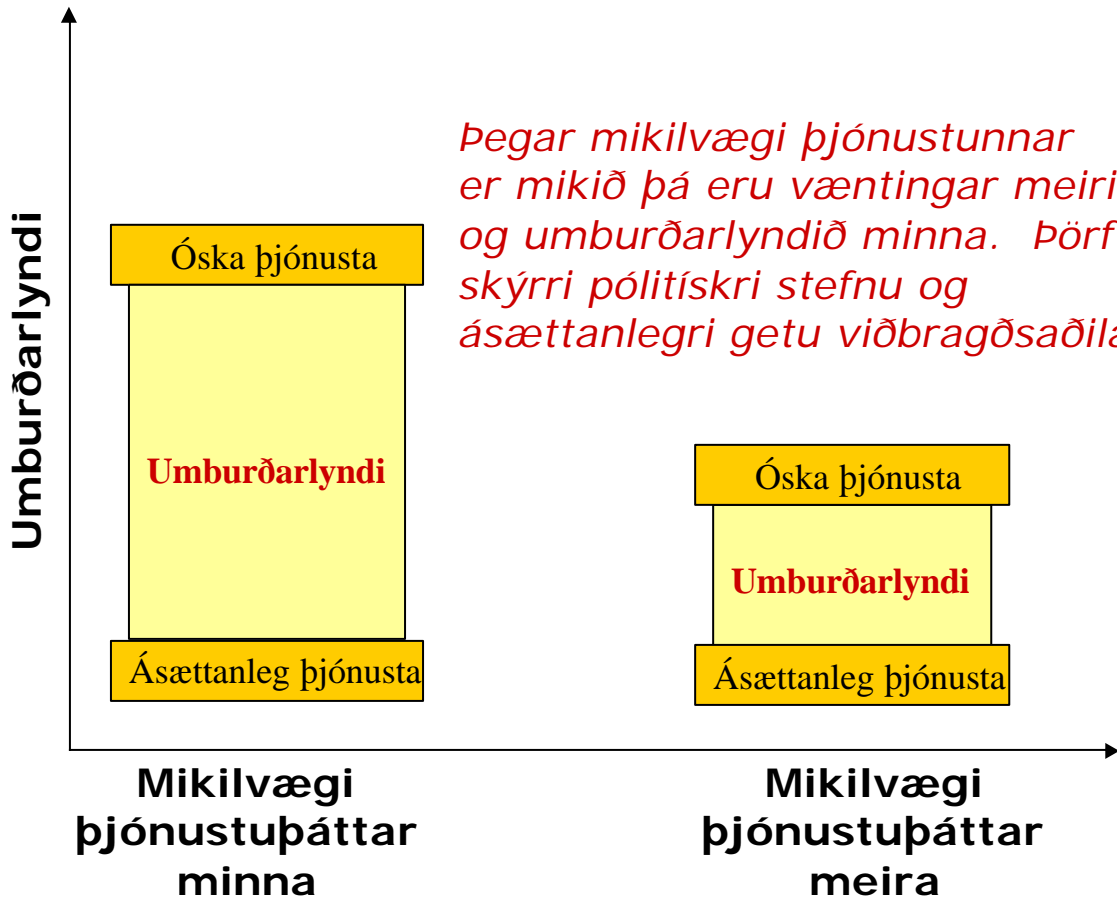 Umburðarlyndi
Þegar mikilvægi þjónustunnar
er mikið þá eru væntingar meiri
og umburðarlyndið minna.  Þörf
skýrri pólitískri stefnu og
ásættanlegri getu viðbragðsaðila
Óska þjónusta
Umburðarlyndi
Ásættanleg þjónusta
Óska þjónusta
Umburðarlyndi
Ásættanleg þjónusta
Mikilvægi
þjónustuþáttar
minna
Mikilvægi
þjónustuþáttar
meira